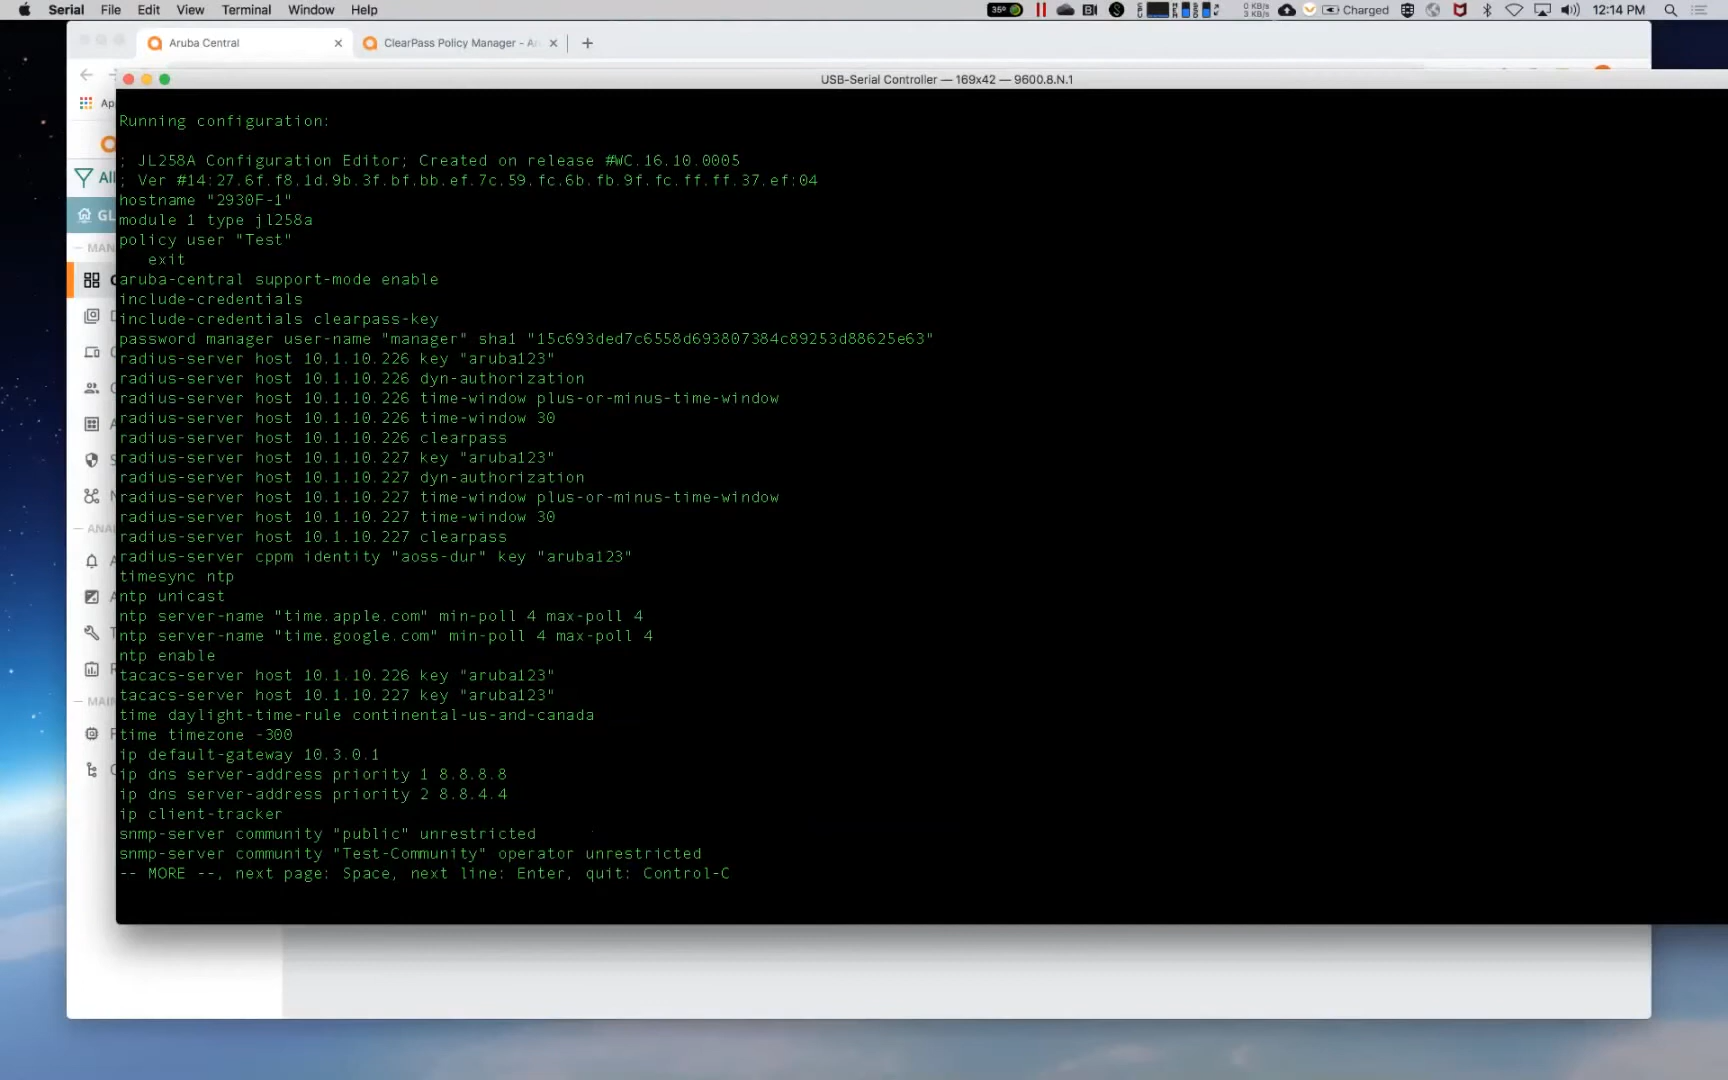 Serial File Edit View Terminal Window Help 35° 0 KB/s 3 KB/s Charged 12:14 PM
Aruba Central ClearPass Policy Manager - Ar
USB-Serial Controller — 169x42 — 9600.8.N.1
Running configuration:
; JL258A Configuration Editor; Created on release #WC.16.10.0005
; Ver #14:27.6f.f8.1d.9b.3f.bf.bb.ef.7c.59.fc.6b.fb.9f.fc.ff.ff.37.ef:04
hostname "2930F-1"
module 1 type jl258a
policy user "Test"
exit
aruba-central support-mode enable
include-credentials
include-credentials clearpass-key
password manager user-name "manager" sha1 "15c693ded7c6558d693807384c89253d88625e63"
radius-server host 10.1.10.226 key "aruba123"
radius-server host 10.1.10.226 dyn-authorization
radius-server host 10.1.10.226 time-window plus-or-minus-time-window
radius-server host 10.1.10.226 time-window 30
radius-server host 10.1.10.226 clearpass
radius-server host 10.1.10.227 key "aruba123"
radius-server host 10.1.10.227 dyn-authorization
radius-server host 10.1.10.227 time-window plus-or-minus-time-window
radius-server host 10.1.10.227 time-window 30
radius-server host 10.1.10.227 clearpass
radius-server cppm identity "aoss-dur" key "aruba123"
timesync ntp
ntp unicast
ntp server-name "time.apple.com" min-poll 4 max-poll 4
ntp server-name "time.google.com" min-poll 4 max-poll 4
ntp enable
tacacs-server host 10.1.10.226 key "aruba123"
tacacs-server host 10.1.10.227 key "aruba123"
time daylight-time-rule continental-us-and-canada
time timezone -300
ip default-gateway 10.3.0.1
ip dns server-address priority 1 8.8.8.8
ip dns server-address priority 2 8.8.4.4
ip client-tracker
snmp-server community "public" unrestricted
snmp-server community "Test-Community" operator unrestricted
-- MORE --, next page: Space, next line: Enter, quit: Control-C
Ap
All
GL
MAN
ANA
MAIN